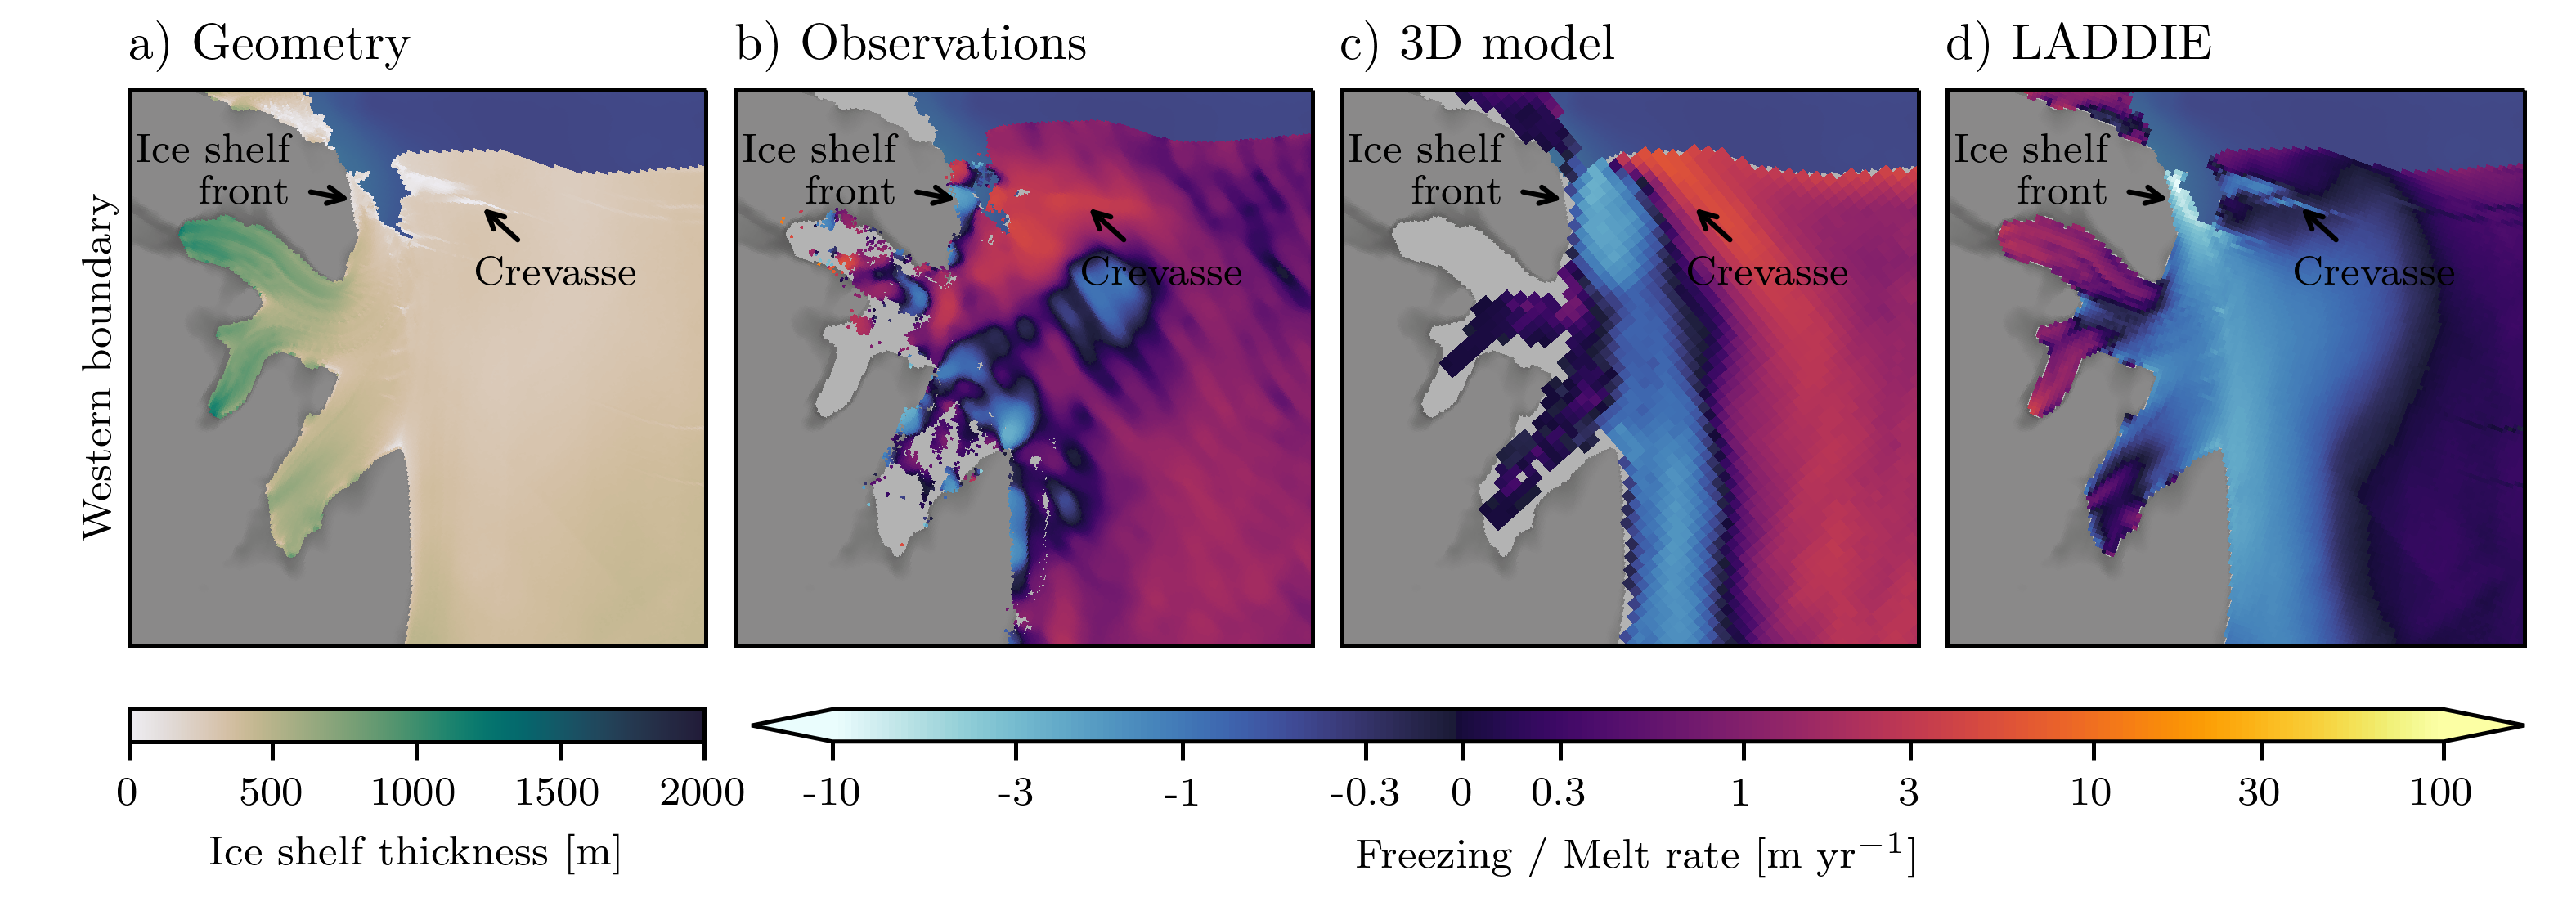 a) Geometry
b) Observations
c) 3D model
d) LADDIE
Western boundary
Ice shelf
front
Crevasse
Ice shelf
front
Crevasse
Ice shelf
front
Crevasse
Ice shelf
front
Crevasse
0 500 1000 1500 2000
Ice shelf thickness [m]
-10 -3 -1 -0.3 0 0.3 1 3 10 30 100
Freezing / Melt rate [m yr⁻¹]